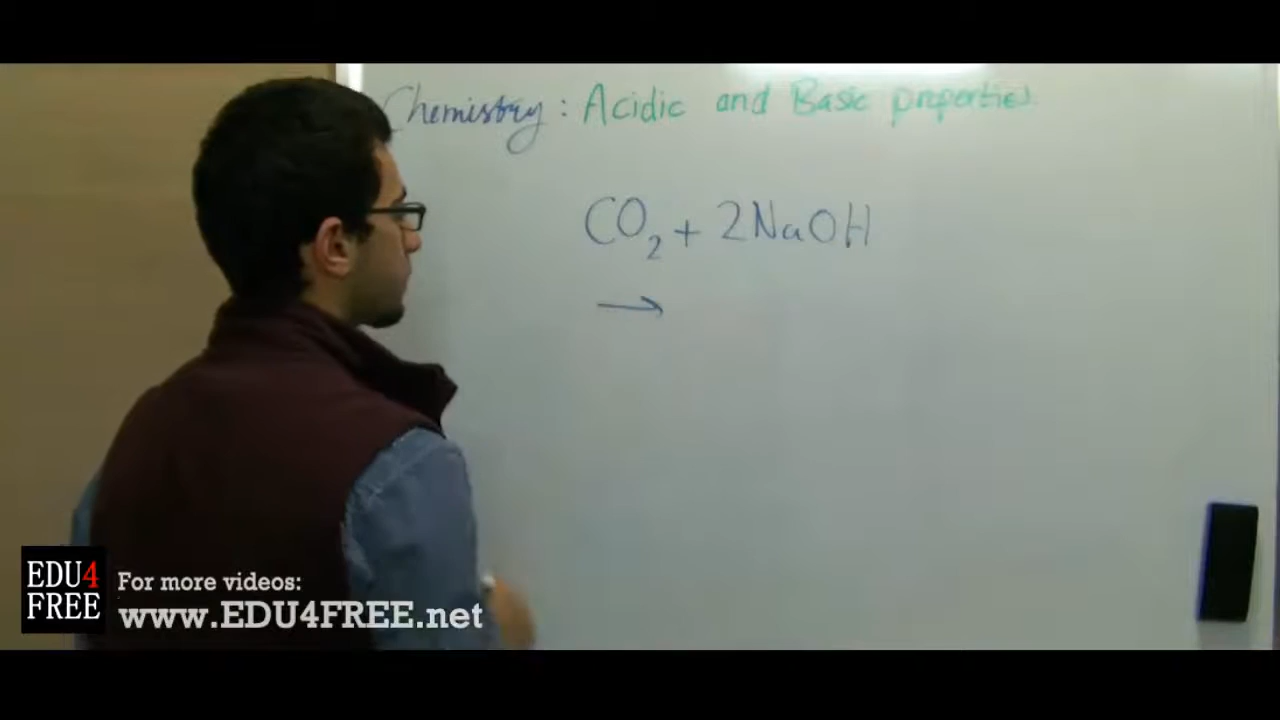 Chemistry: Acidic and Basic properties
CO₂ + 2NaOH
→
EDU4
FREE
For more videos:
www.EDU4FREE.net